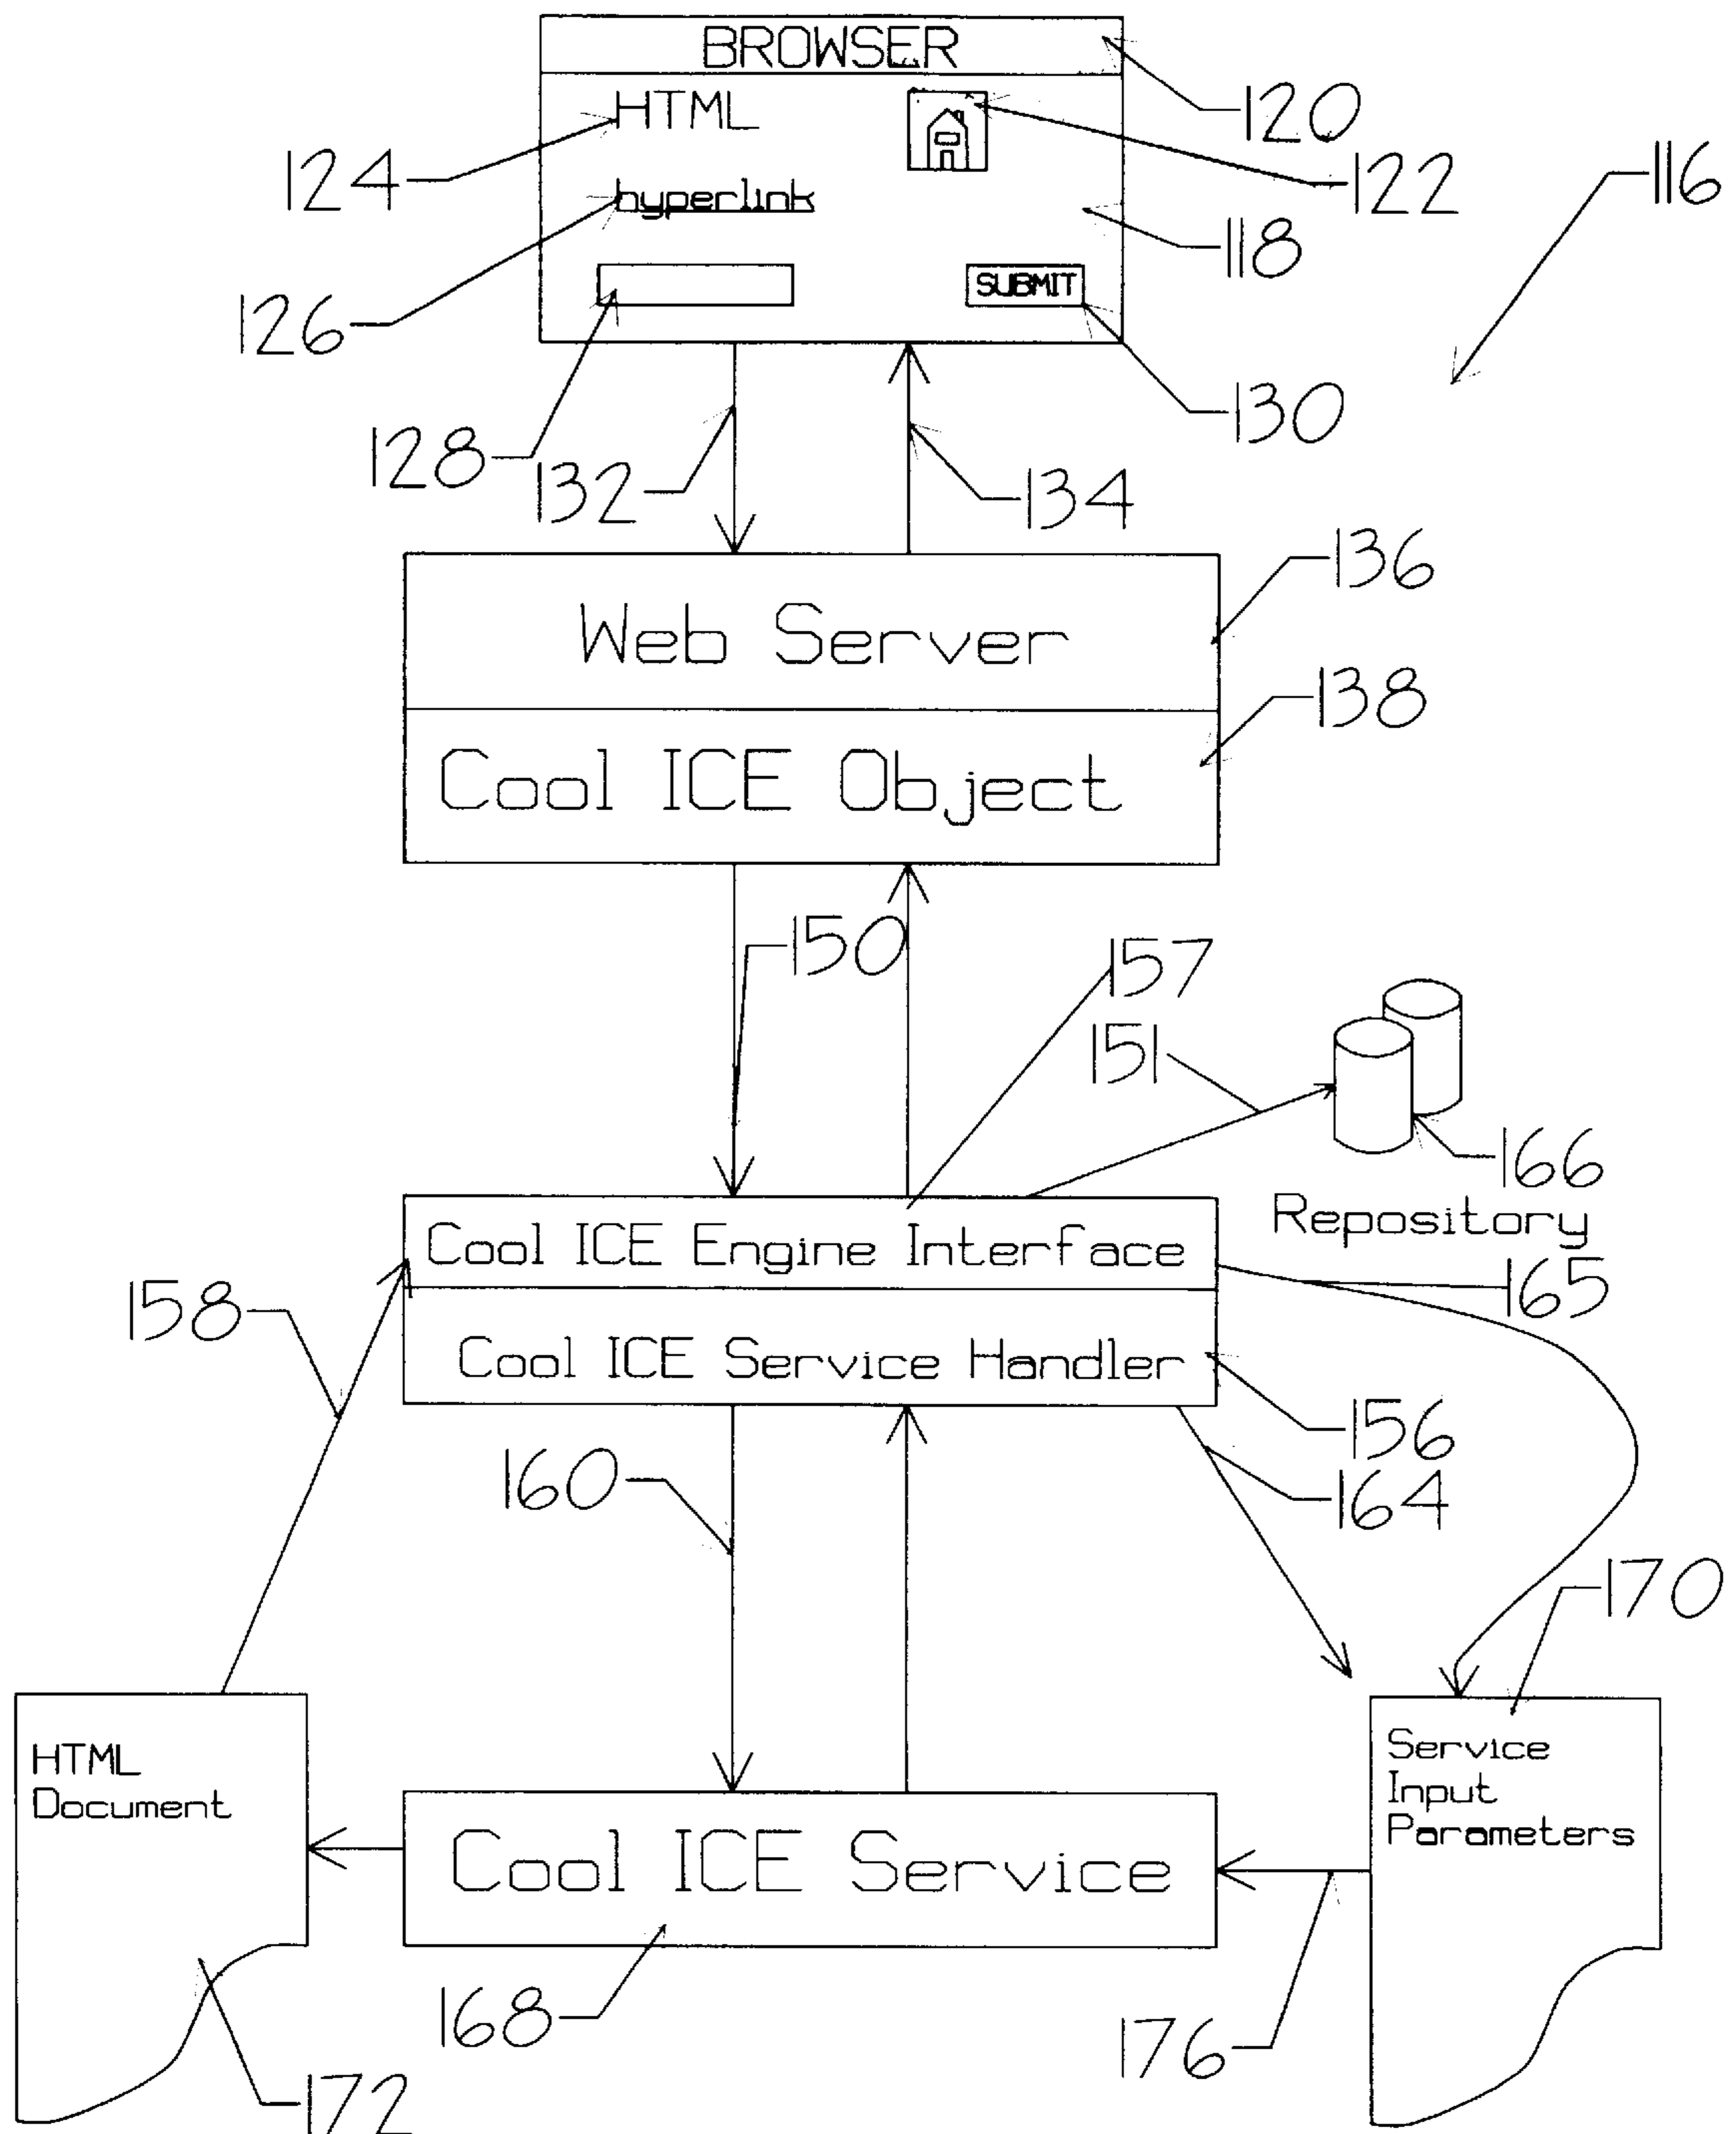 BROWSER
HTML
120
124
122
116
hyperlink
118
126
SUBMIT
130
128
132
134
136
Web Server
138
Cool ICE Object
150
157
151
166
Repository
Cool ICE Engine Interface
165
158
Cool ICE Service Handler
156
160
164
170
HTML
Document
Service
Input
Parameters
Cool ICE Service
168
176
172